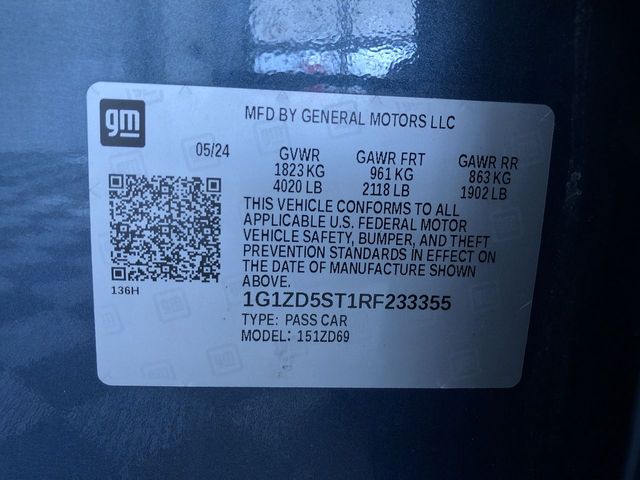 gm
MFD BY GENERAL MOTORS LLC
05/24 GVWR GAWR FRT GAWR RR
1823 KG 961 KG 863 KG
4020 LB 2118 LB 1902 LB
THIS VEHICLE CONFORMS TO ALL
APPLICABLE U.S. FEDERAL MOTOR
VEHICLE SAFETY, BUMPER, AND THEFT
PREVENTION STANDARDS IN EFFECT ON
THE DATE OF MANUFACTURE SHOWN
ABOVE.
136H
1G1ZD5ST1RF233355
TYPE: PASS CAR
MODEL: 151ZD69